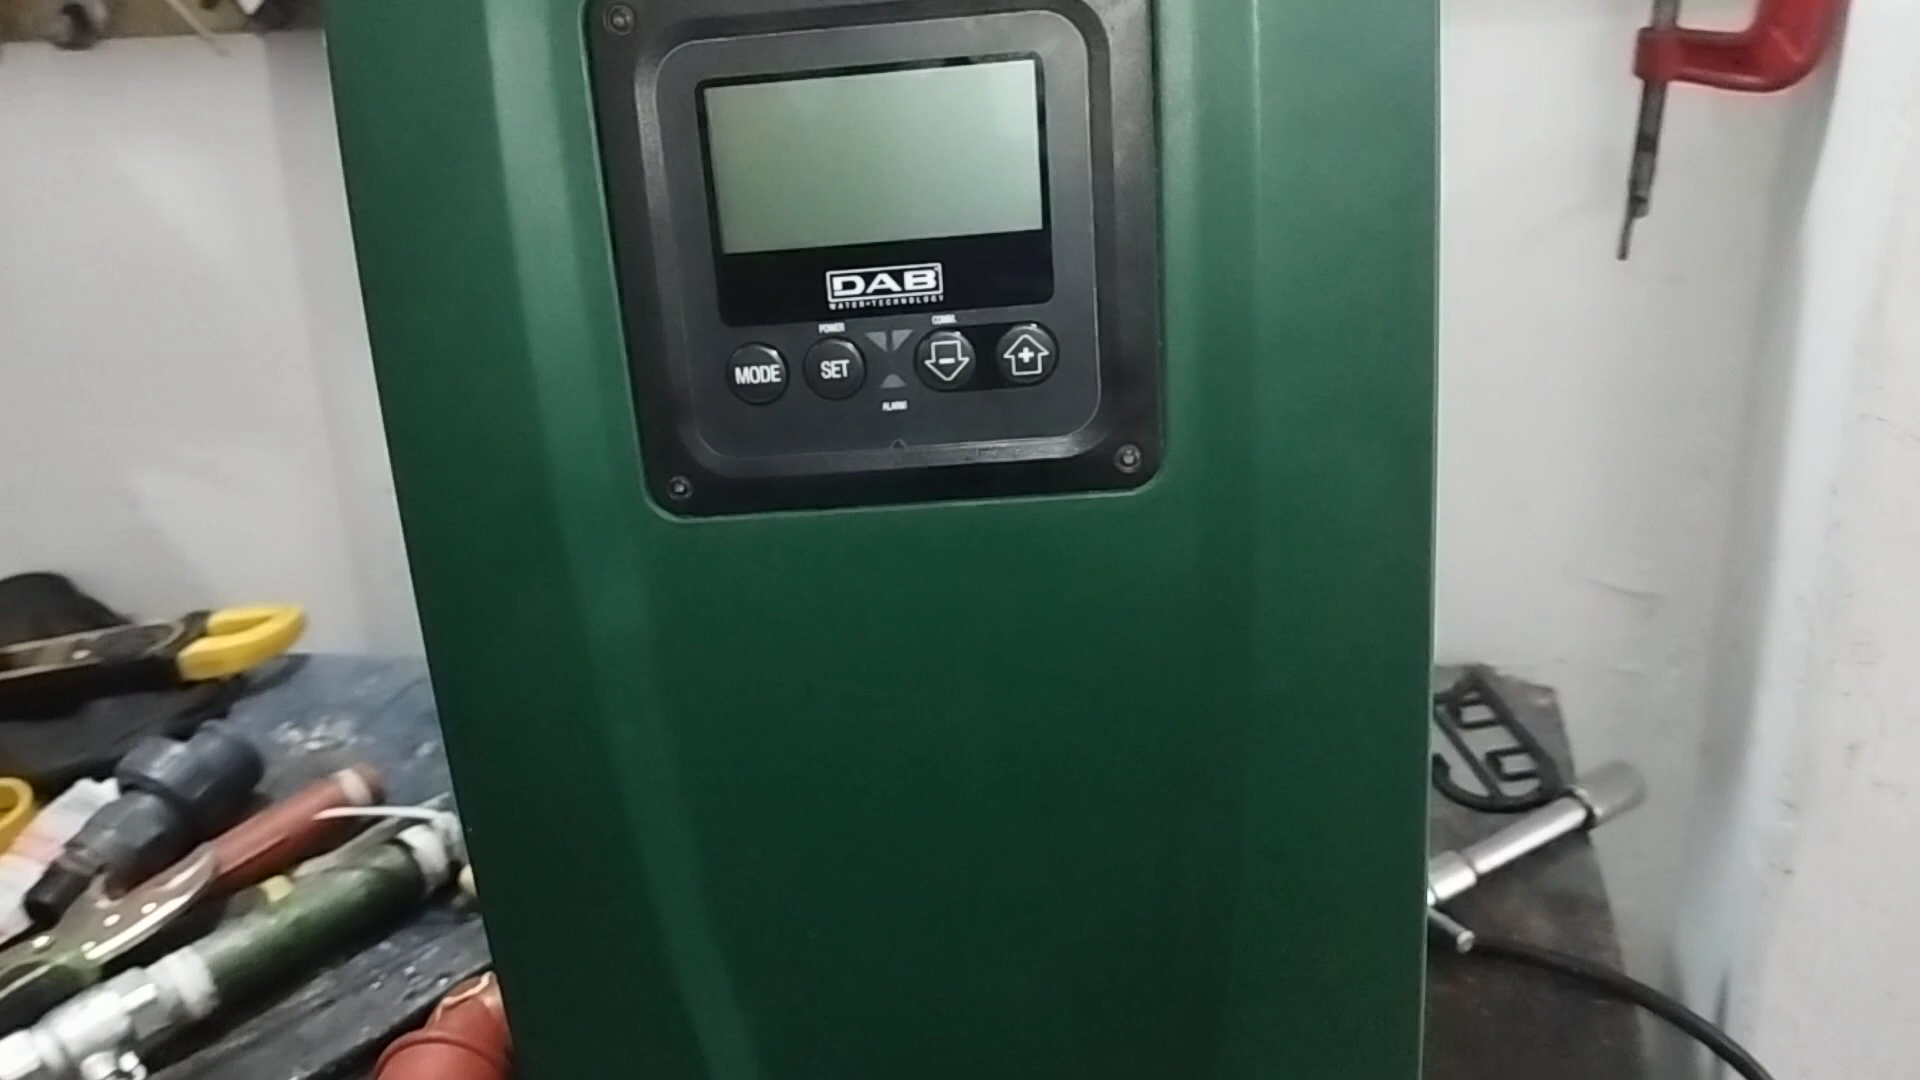 DAB
WATER•TECHNOLOGY
POWER
COMM.
MODE
SET
-
+
ALARM